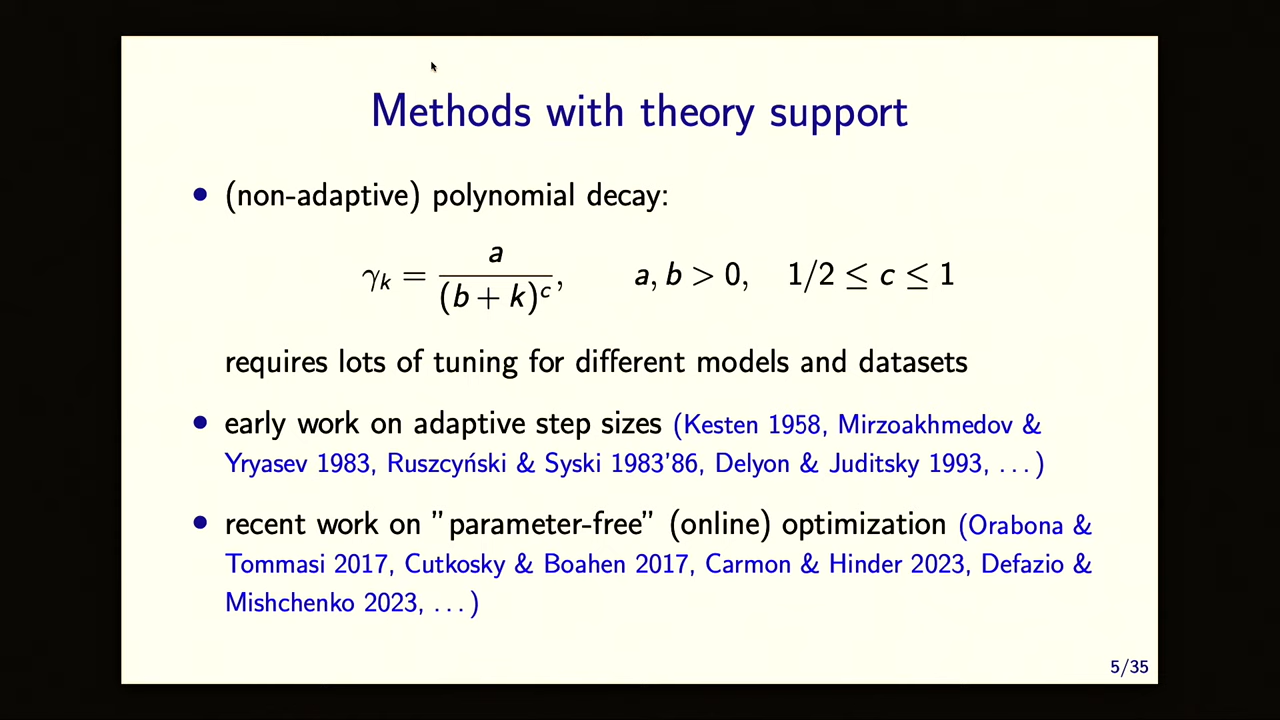 Methods with theory support
• (non-adaptive) polynomial decay:
γₖ = a / (b + k)ᶜ, a, b > 0, 1/2 ≤ c ≤ 1
requires lots of tuning for different models and datasets
• early work on adaptive step sizes (Kesten 1958, Mirzoakhmedov &
Yryasev 1983, Ruszcyński & Syski 1983'86, Delyon & Juditsky 1993, ...)
• recent work on "parameter-free" (online) optimization (Orabona &
Tommasi 2017, Cutkosky & Boahen 2017, Carmon & Hinder 2023, Defazio &
Mishchenko 2023, ...)
5/35